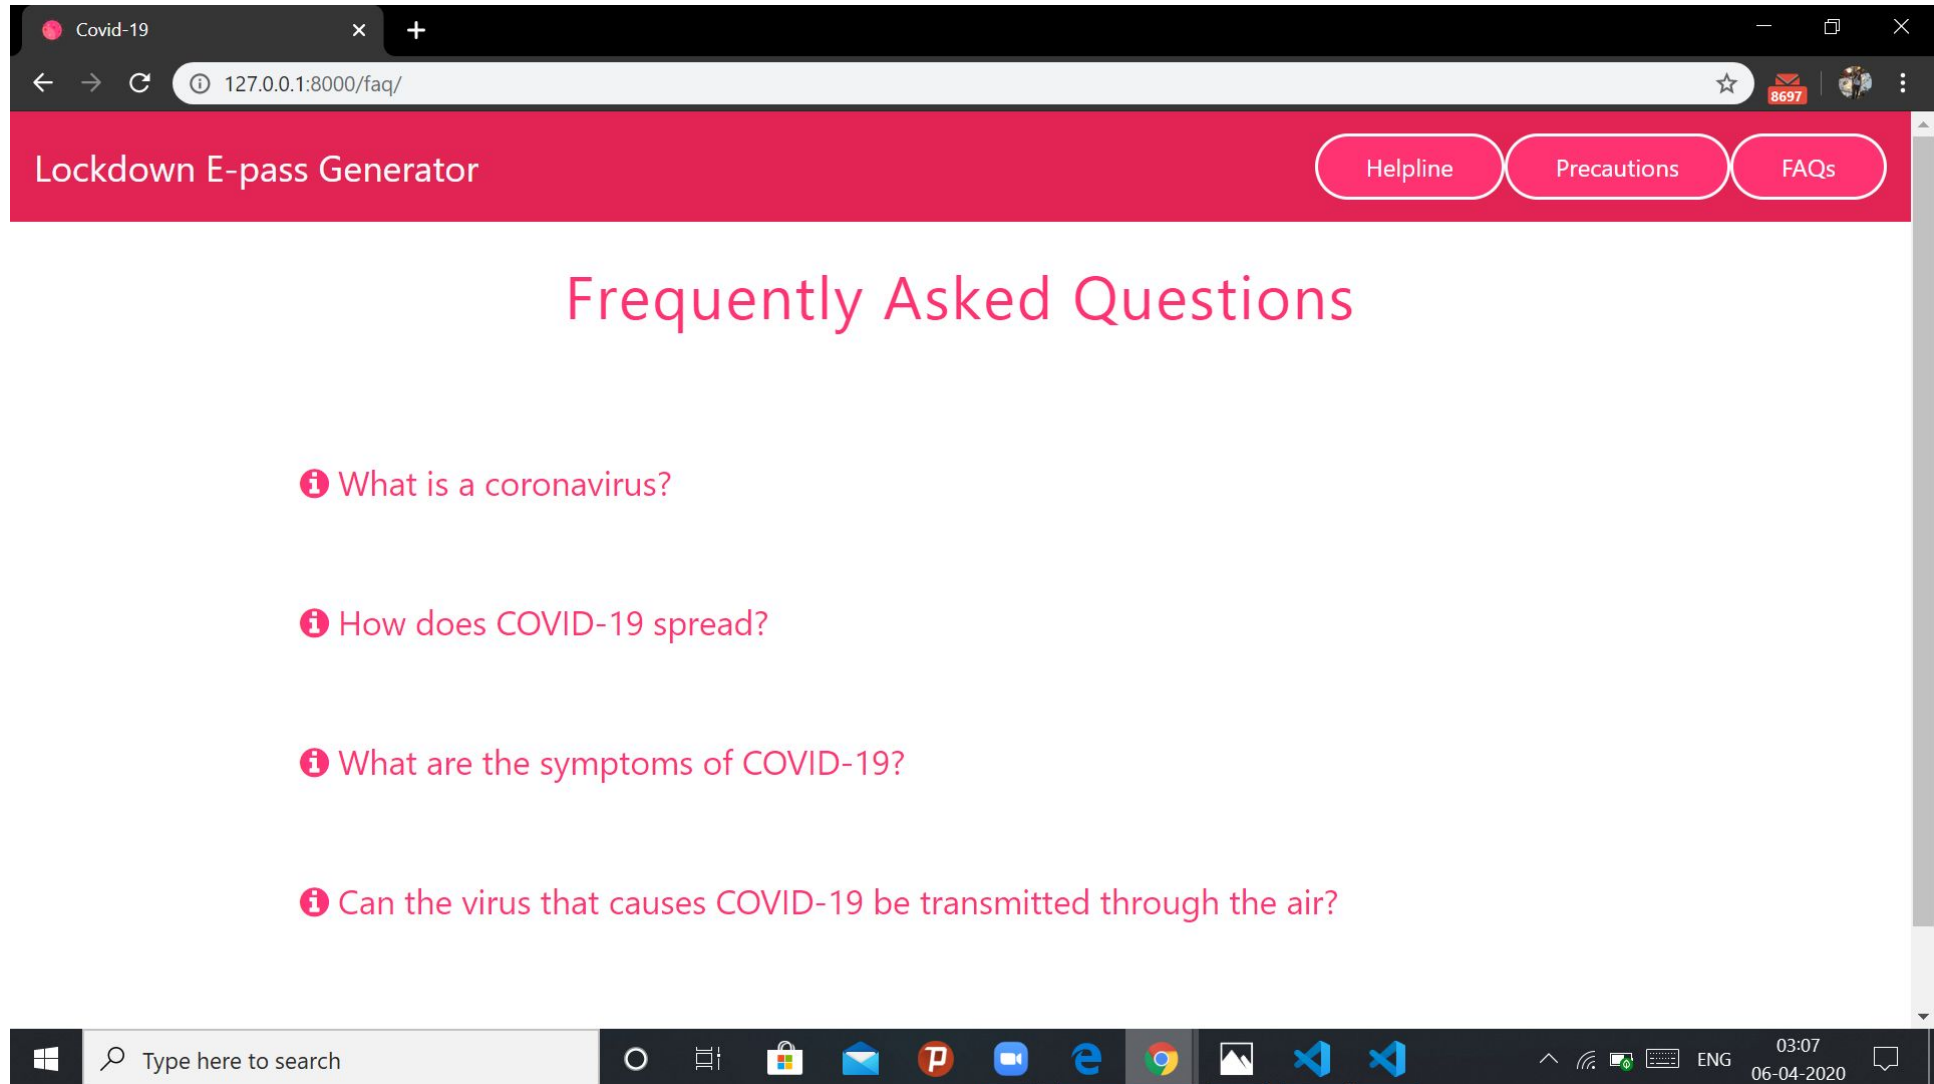 Covid-19
127.0.0.1:8000/faq/
8697
Lockdown E-pass Generator
Helpline
Precautions
FAQs
Frequently Asked Questions
What is a coronavirus?
How does COVID-19 spread?
What are the symptoms of COVID-19?
Can the virus that causes COVID-19 be transmitted through the air?
Type here to search
ENG
03:07
06-04-2020